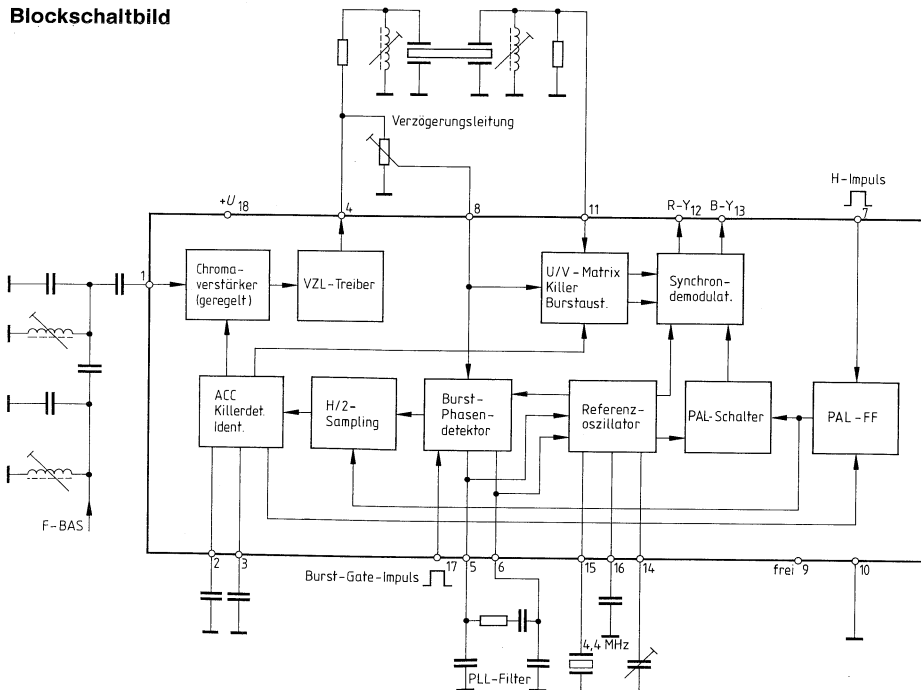 Blockschaltbild
Verzögerungsleitung
H-Impuls
+U 18
4
8
11
R-Y 12
B-Y 13
7
1
Chroma-
verstärker
(geregelt)
VZL-Treiber
U/V-Matrix
Killer
Burstaust.
Synchron-
demodulat.
ACC
Killerdet.
Ident.
H/2-
Sampling
Burst-
Phasen-
detektor
Referenz-
oszillator
PAL-Schalter
PAL-FF
F-BAS
2
3
Burst-Gate-Impuls
17
5
6
15
16
14
frei 9
10
4,4 MHz
PLL-Filter